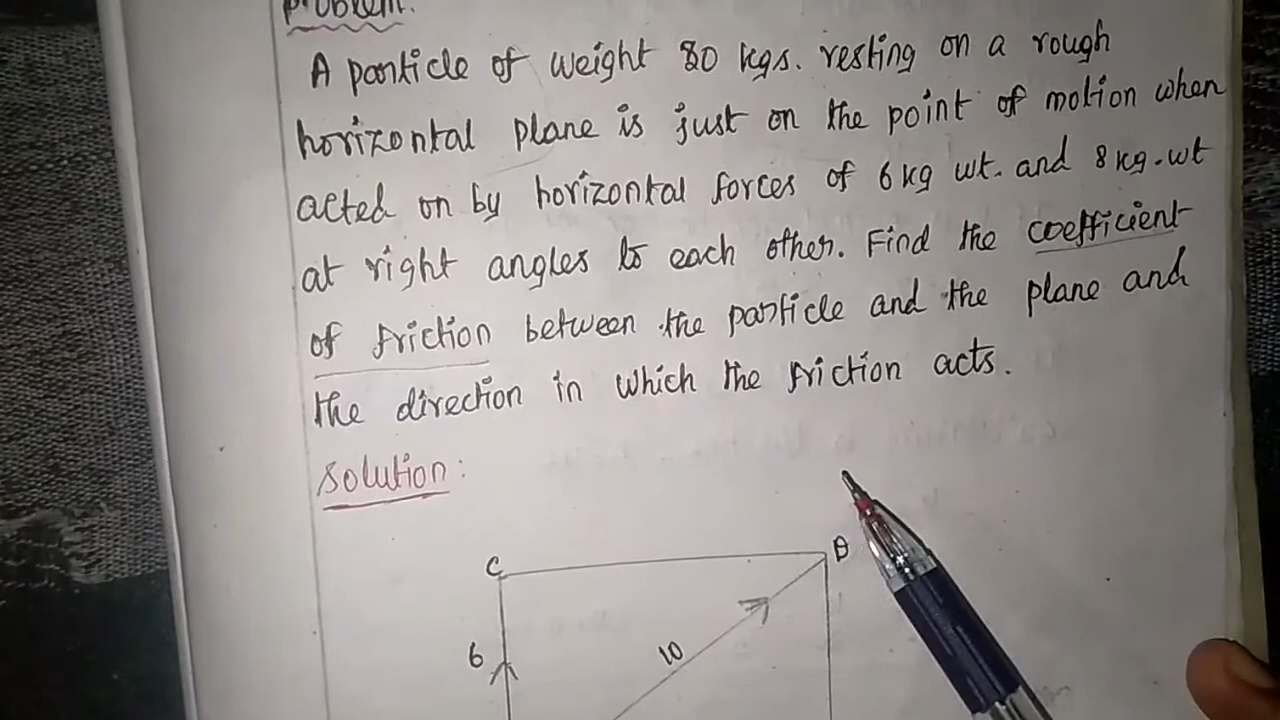 Problem:
A particle of weight 80 kgs. resting on a rough
horizontal plane is just on the point of motion when
acted on by horizontal forces of 6 kg wt. and 8 kg.wt
at right angles to each other. Find the coefficient
of friction between the particle and the plane and
the direction in which the friction acts.
Solution:
C
B
6
10